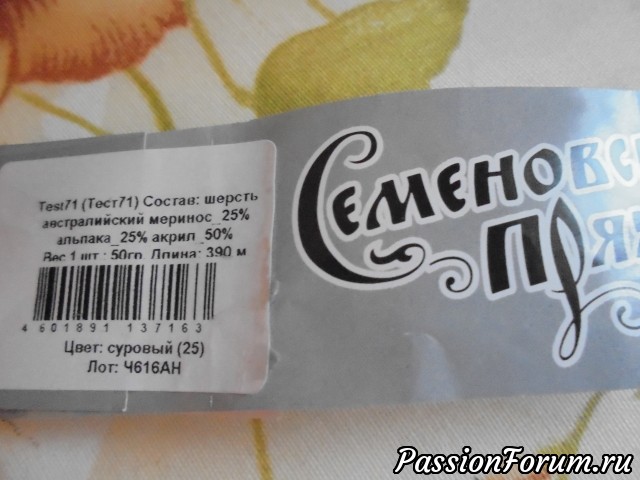 Test71 (Тест71) Состав: шерсть
австралийский меринос_25%
альпака_25% акрил_50%
Вес 1 шт.: 50гр. Длина: 390 м
4 601891 137163
Цвет: суровый (25)
Лот: Ч616АН
Семеновс
Пря
PassionForum.ru